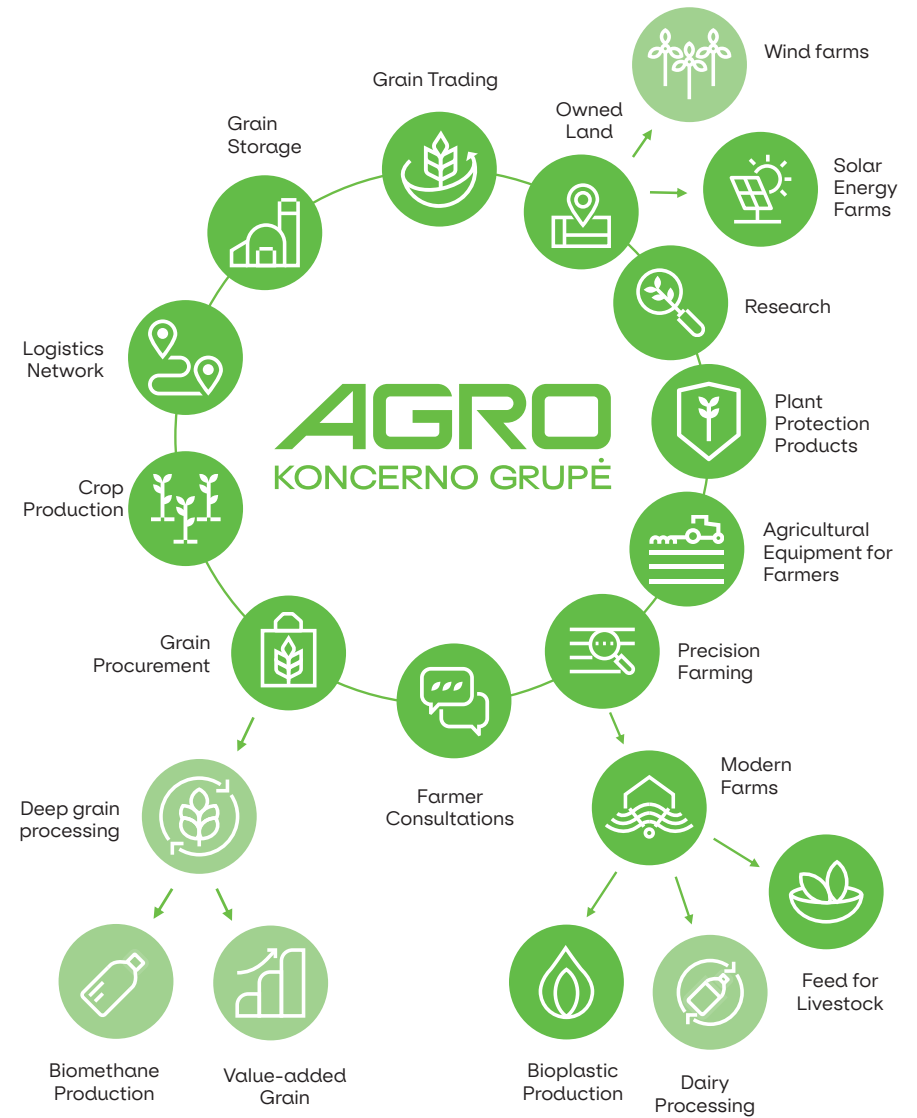 Wind farms
Grain Trading
Owned
Land
Grain
Storage
Solar
Energy
Farms
Research
Logistics
Network
AGRO
KONCERNO GRUPĖ
Plant
Protection
Products
Crop
Production
Agricultural
Equipment for
Farmers
Grain
Procurement
Precision
Farming
Farmer
Consultations
Modern
Farms
Deep grain
processing
Feed for
Livestock
Biomethane
Production
Value-added
Grain
Bioplastic
Production
Dairy
Processing